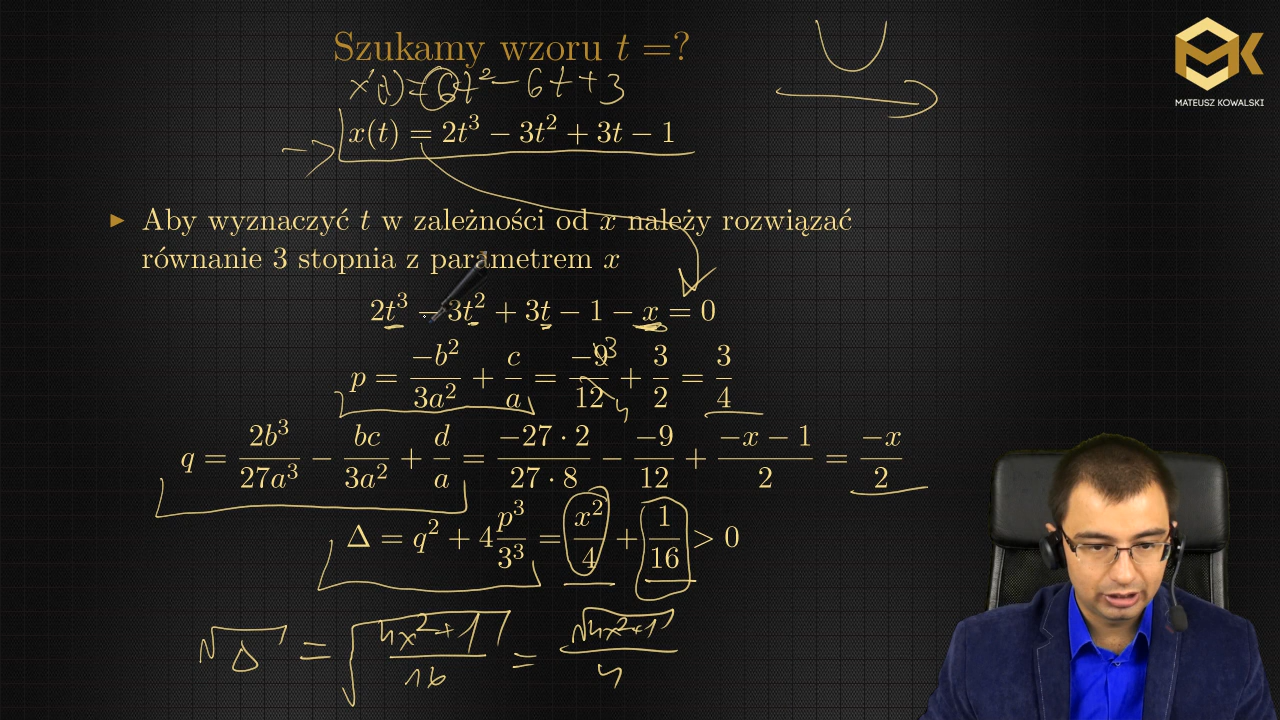 Szukamy wzoru t =?
x'(t) = 6t² − 6t + 3
x(t) = 2t³ − 3t² + 3t − 1
MATEUSZ KOWALSKI
▶ Aby wyznaczyć t w zależności od x należy rozwiązać
równanie 3 stopnia z parametrem x
2t³ − 3t² + 3t − 1 − x = 0
p = −b²/3a² + c/a = −9/12 + 3/2 = 3/4
3
4
q = 2b³/27a³ − bc/3a² + d/a = −27 · 2/27 · 8 − −9/12 + −x − 1/2 = −x/2
Δ = q² + 4 p³/3³ = x²/4 + 1/16 > 0
√Δ = √(4x²+1/16) = √(4x²+1)/4